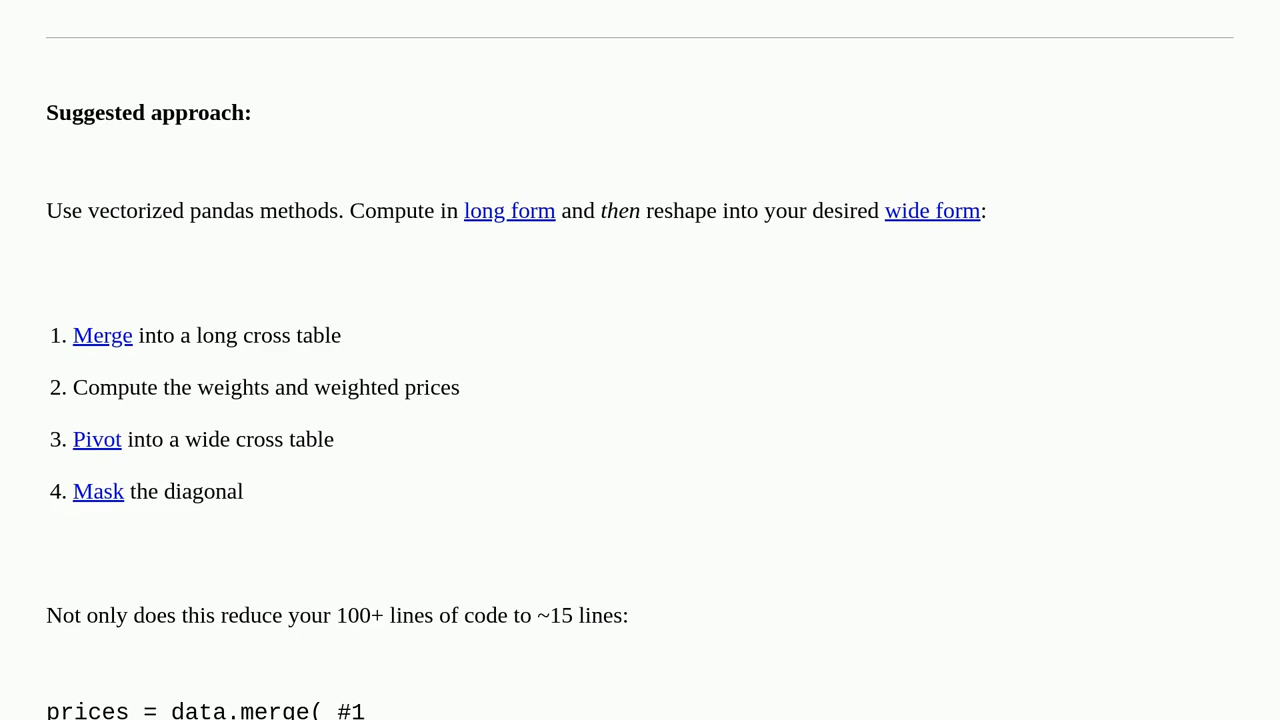 Suggested approach:
Use vectorized pandas methods. Compute in long form and then reshape into your desired wide form:
1. Merge into a long cross table
2. Compute the weights and weighted prices
3. Pivot into a wide cross table
4. Mask the diagonal
Not only does this reduce your 100+ lines of code to ~15 lines:
prices = data.merge( #1